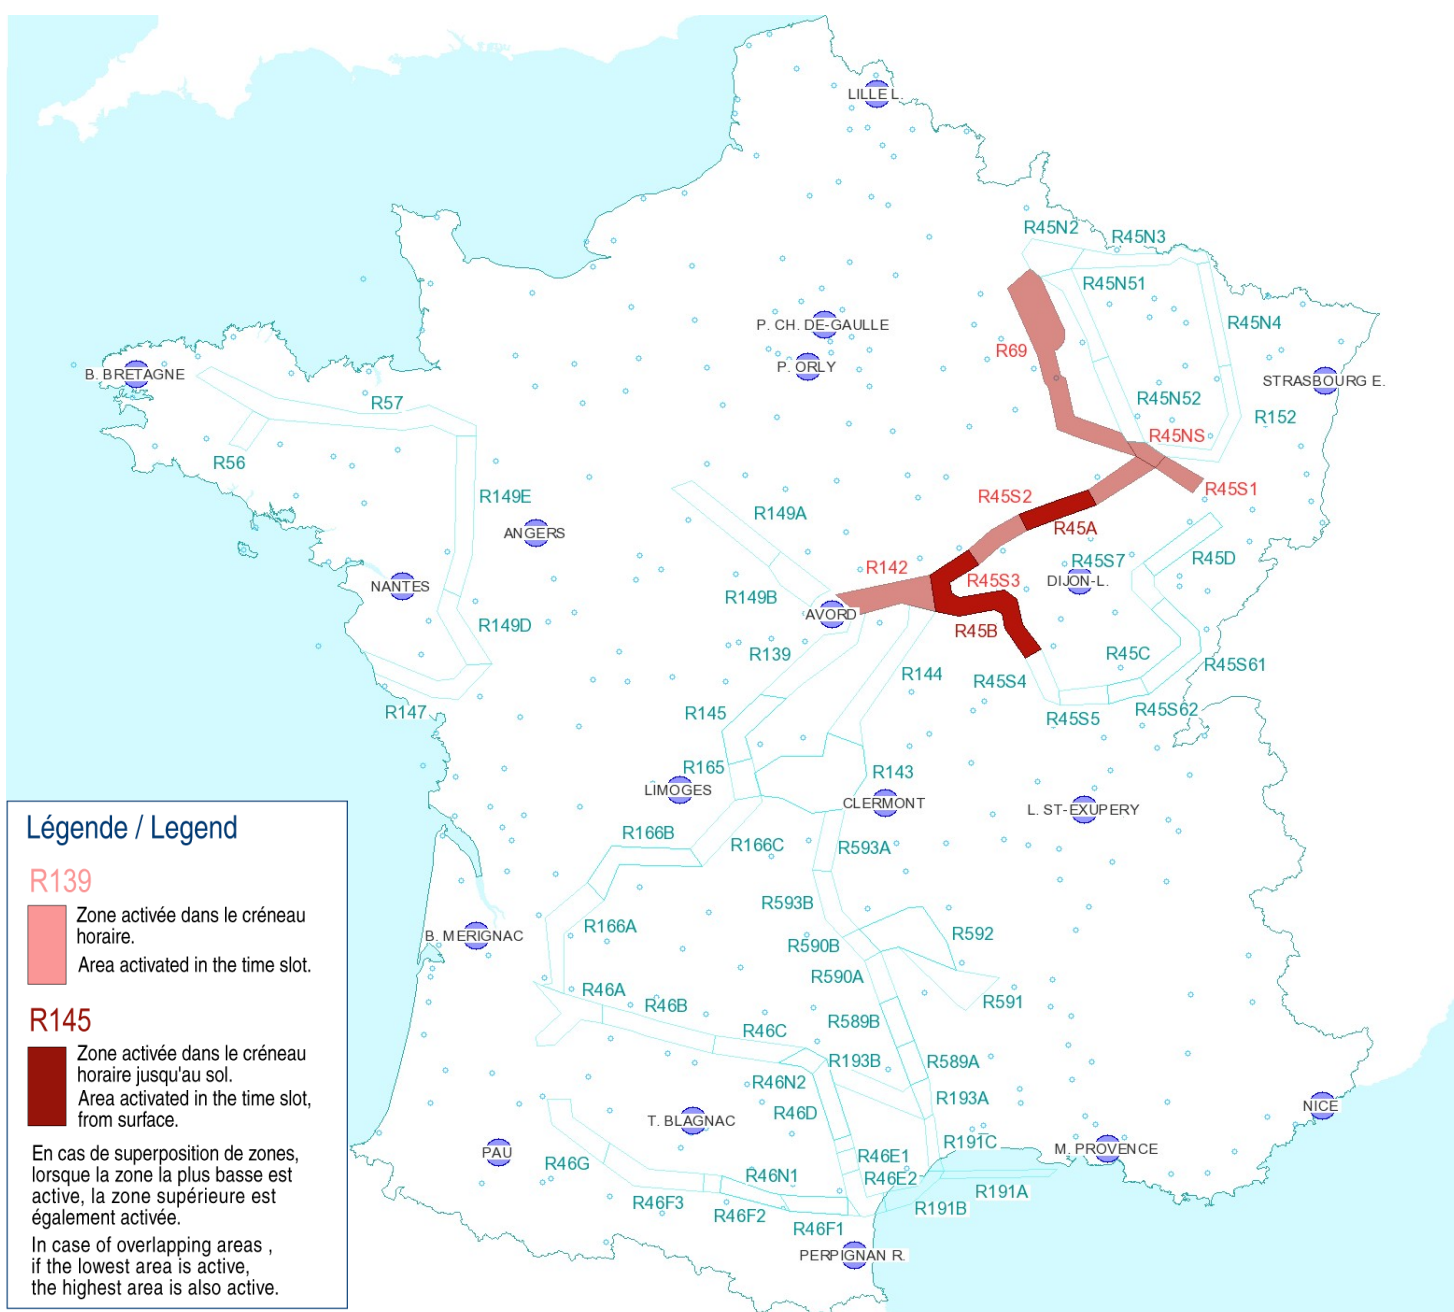 LILLE L.
R45N2
R45N3
R45N51
P. CH. DE-GAULLE
R45N4
R69
P. ORLY
B. BRETAGNE
STRASBOURG E.
R57
R45N52
R152
R45NS
R56
R149E
R45S2
R45S1
R149A
ANGERS
R45A
R45S7
R45D
R142
R45S3
DIJON-L.
NANTES
R149B
AVORD
R149D
R45B
R139
R45C
R45S61
R144
R45S4
R147
R145
R45S5
R45S62
R165
R143
LIMOGES
CLERMONT
L. ST-EXUPERY
R166B
R166C
R593A
R593B
R166A
B. MERIGNAC
R590B
R592
R590A
R46A
R46B
R591
R46C
R589B
R193B
R589A
R46N2
R193A
R46D
T. BLAGNAC
NICE
R191C
M. PROVENCE
PAU
R46G
R46E1
R46N1
R46E2
R191A
R46F3
R46F2
R191B
R46F1
PERPIGNAN R.
Légende / Legend
R139
Zone activée dans le créneau
horaire.
Area activated in the time slot.
R145
Zone activée dans le créneau
horaire jusqu'au sol.
Area activated in the time slot,
from surface.
En cas de superposition de zones,
lorsque la zone la plus basse est
active, la zone supérieure est
également activée.
In case of overlapping areas ,
if the lowest area is active,
the highest area is also active.